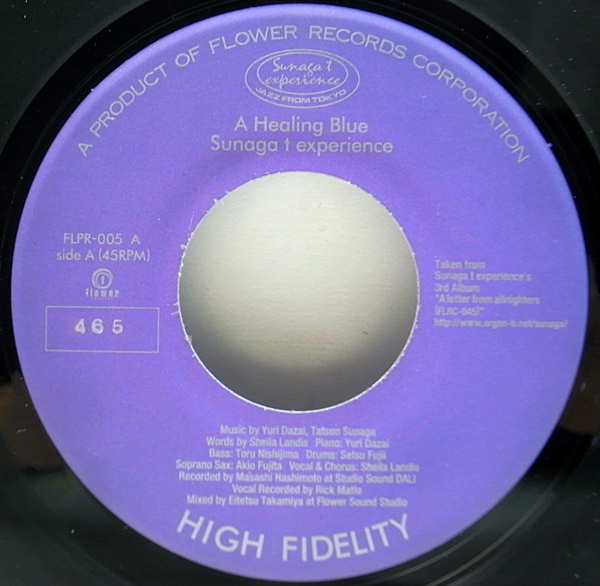 A PRODUCT OF FLOWER RECORDS CORPORATION
Sunaga t
experience
JAZZ FROM TOKYO
A Healing Blue
Sunaga t experience
FLPR-005 A
side A (45RPM)
f
flower
465
Taken from
Sunaga t experience's
3rd Album
"A letter from allnighters
(FLRC-045)"
http://www.organ-b.net/sunaga/
Music by Yuri Dazai, Tatsuo Sunaga
Words by Sheila Landis Piano: Yuri Dazai
Bass: Toru Nishijima Drums: Setsu Fujii
Soprano Sax: Akio Fujita Vocal & Chorus: Sheila Landis
Recorded by Masashi Hashimoto at Studio Sound DALI
Vocal Recorded by Rick Matle
Mixed by Eitetsu Takamiya at Flower Sound Studio
HIGH FIDELITY